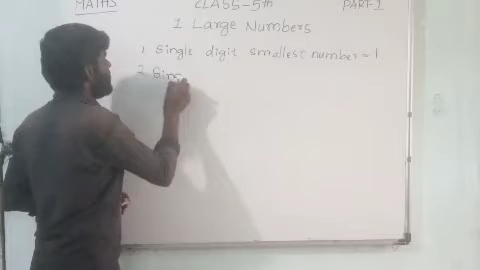 MATHS CLASS-5th PART-1
1 Large Numbers
1, Single digit smallest number = 1
2 Sing